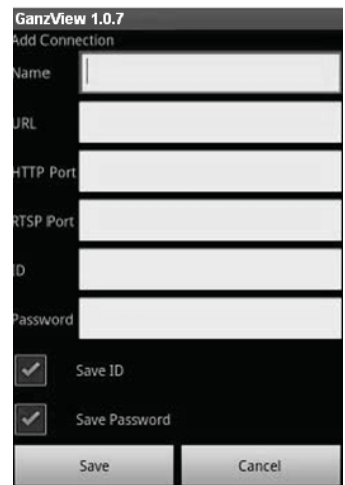 GanzView 1.0.7
Add Connection
Name
URL
HTTP Port
RTSP Port
ID
Password
Save ID
Save Password
Save Cancel